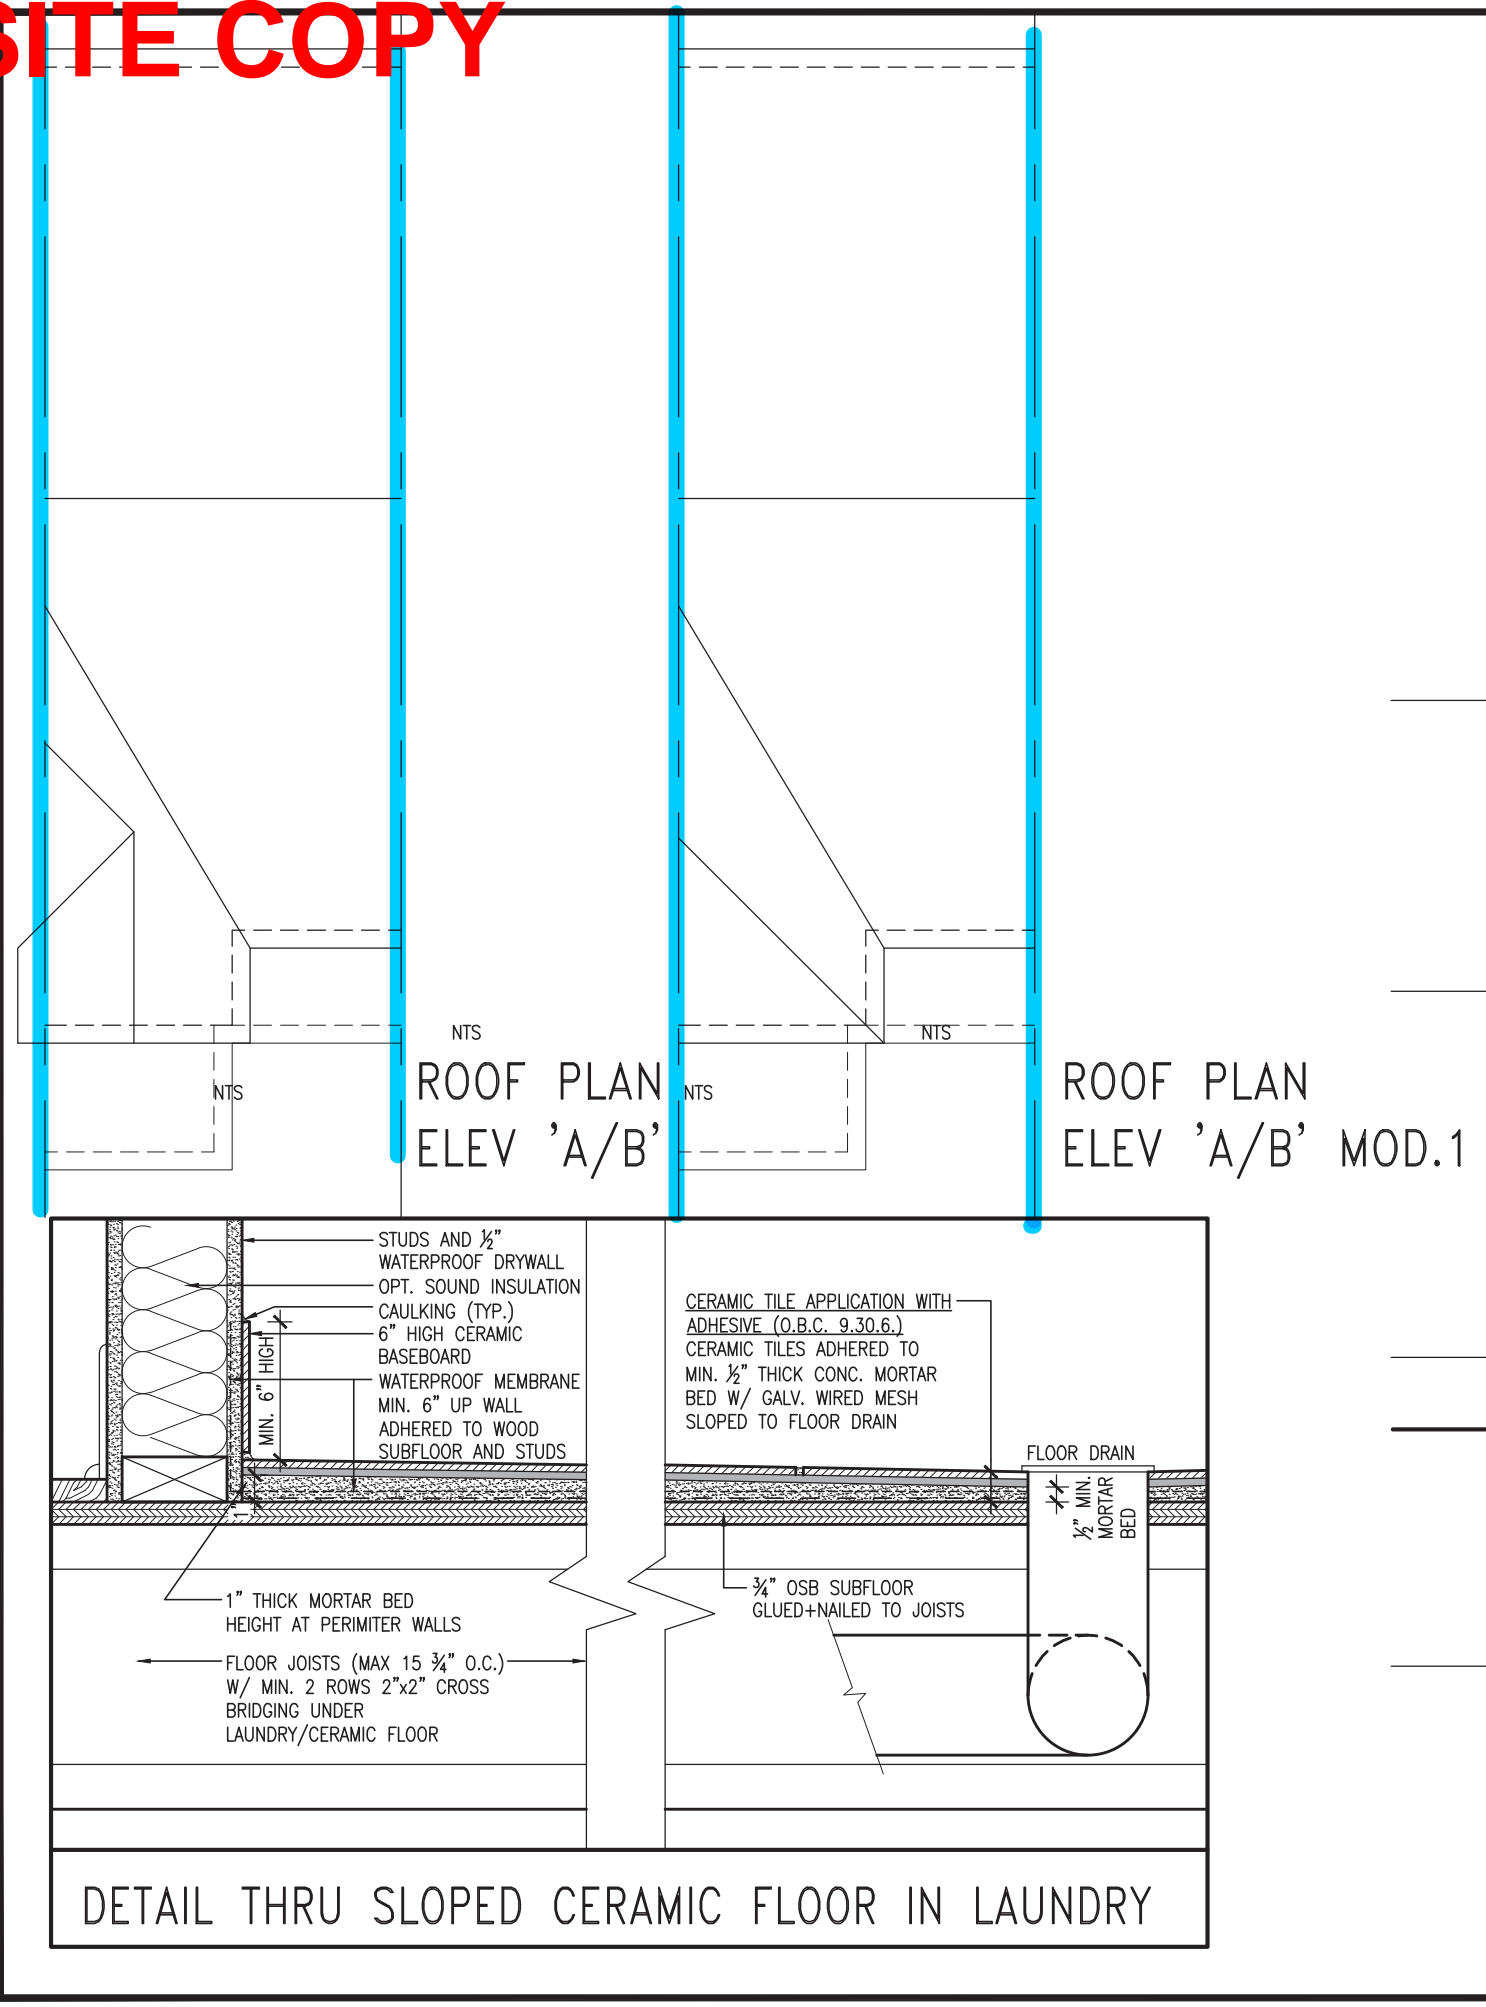 SITE COPY
NTS
NTS
ROOF PLAN
ELEV 'A/B'
NTS
NTS
ROOF PLAN
ELEV 'A/B' MOD.1
STUDS AND ½"
WATERPROOF DRYWALL
OPT. SOUND INSULATION
CAULKING (TYP.)
6" HIGH CERAMIC
BASEBOARD
WATERPROOF MEMBRANE
MIN. 6" UP WALL
ADHERED TO WOOD
SUBFLOOR AND STUDS
MIN. 6" HIGH
1"
CERAMIC TILE APPLICATION WITH
ADHESIVE (O.B.C. 9.30.6.)
CERAMIC TILES ADHERED TO
MIN. ½" THICK CONC. MORTAR
BED W/ GALV. WIRED MESH
SLOPED TO FLOOR DRAIN
FLOOR DRAIN
½" MIN.
MORTAR
BED
1" THICK MORTAR BED
HEIGHT AT PERIMITER WALLS
FLOOR JOISTS (MAX 15 ¾" O.C.)
W/ MIN. 2 ROWS 2"x2" CROSS
BRIDGING UNDER
LAUNDRY/CERAMIC FLOOR
¾" OSB SUBFLOOR
GLUED+NAILED TO JOISTS
DETAIL THRU SLOPED CERAMIC FLOOR IN LAUNDRY